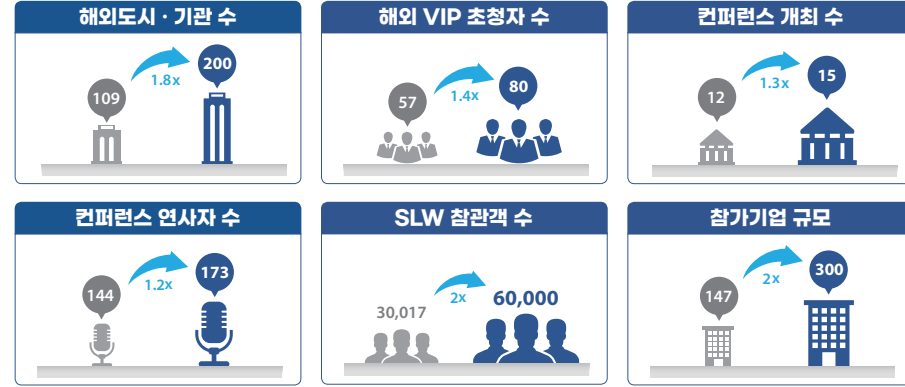 해외도시 · 기관 수
109
1.8x
200
해외 VIP 초청자 수
57
1.4x
80
컨퍼런스 개최 수
12
1.3x
15
컨퍼런스 연사자 수
144
1.2x
173
SLW 참관객 수
30,017
2x
60,000
참가기업 규모
147
2x
300